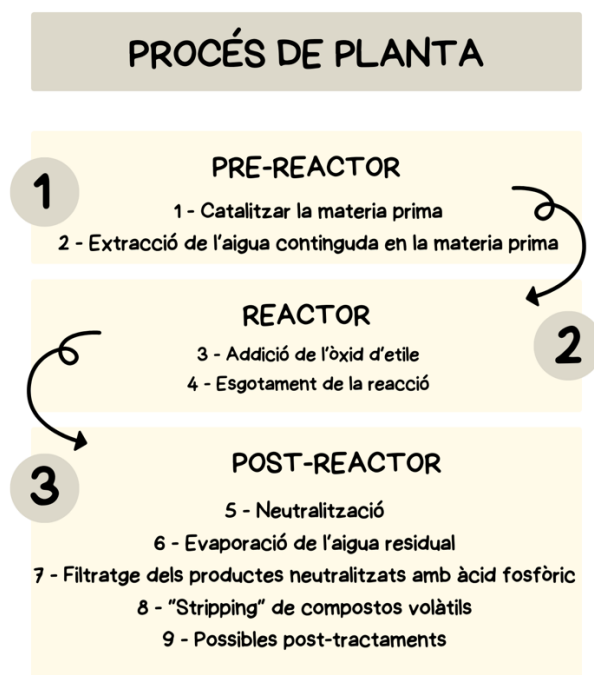 PROCÉS DE PLANTA
1
PRE-REACTOR
1 - Catalitzar la materia prima
2 - Extracció de l'aigua continguda en la materia prima
REACTOR
2
3 - Addició de l'òxid d'etile
4 - Esgotament de la reacció
POST-REACTOR
3
5 - Neutralització
6 - Evaporació de l'aigua residual
7 - Filtratge dels productes neutralitzats amb àcid fosfòric
8 - "Stripping" de compostos volàtils
9 - Possibles post-tractaments